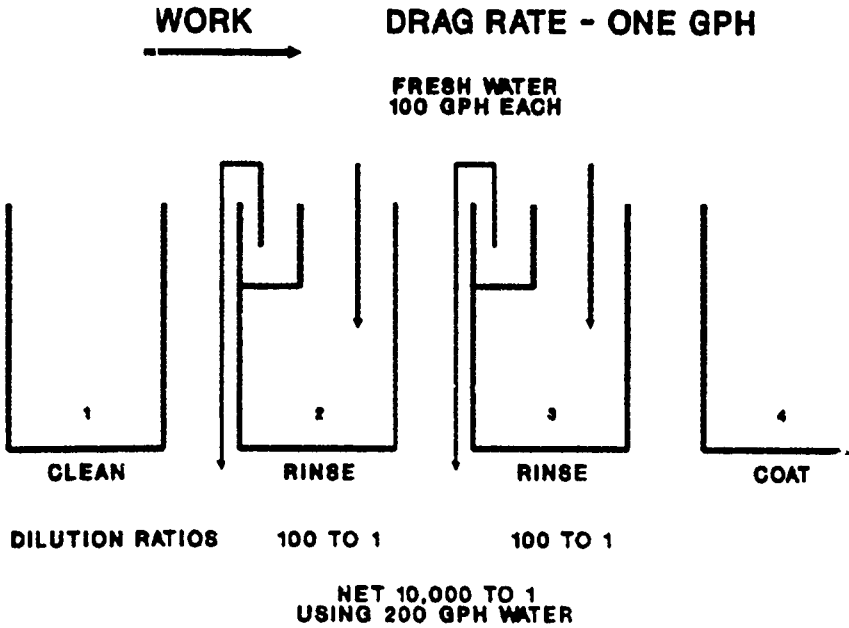 WORK DRAG RATE - ONE GPH
FRESH WATER
100 GPH EACH
1 2 3 4
CLEAN RINSE RINSE COAT
DILUTION RATIOS 100 TO 1 100 TO 1
NET 10,000 TO 1
USING 200 GPH WATER